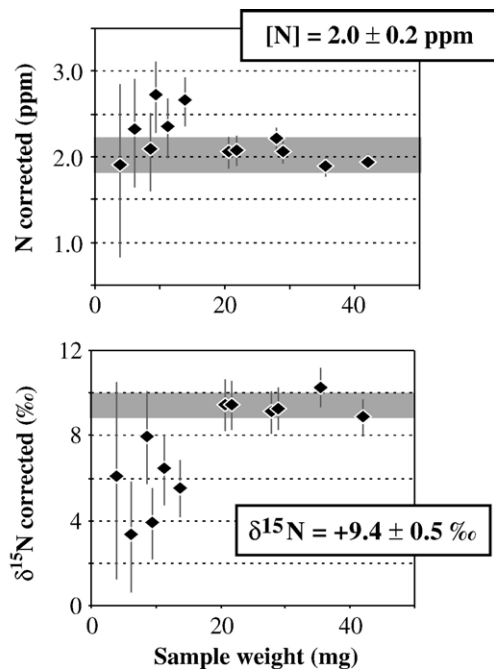 [N] = 2.0 ± 0.2 ppm
N corrected (ppm)
3.0
2.0
1.0
0 20 40
δ¹⁵N corrected (‰)
12
8
4
0
δ¹⁵N = +9.4 ± 0.5 ‰
0 20 40
Sample weight (mg)